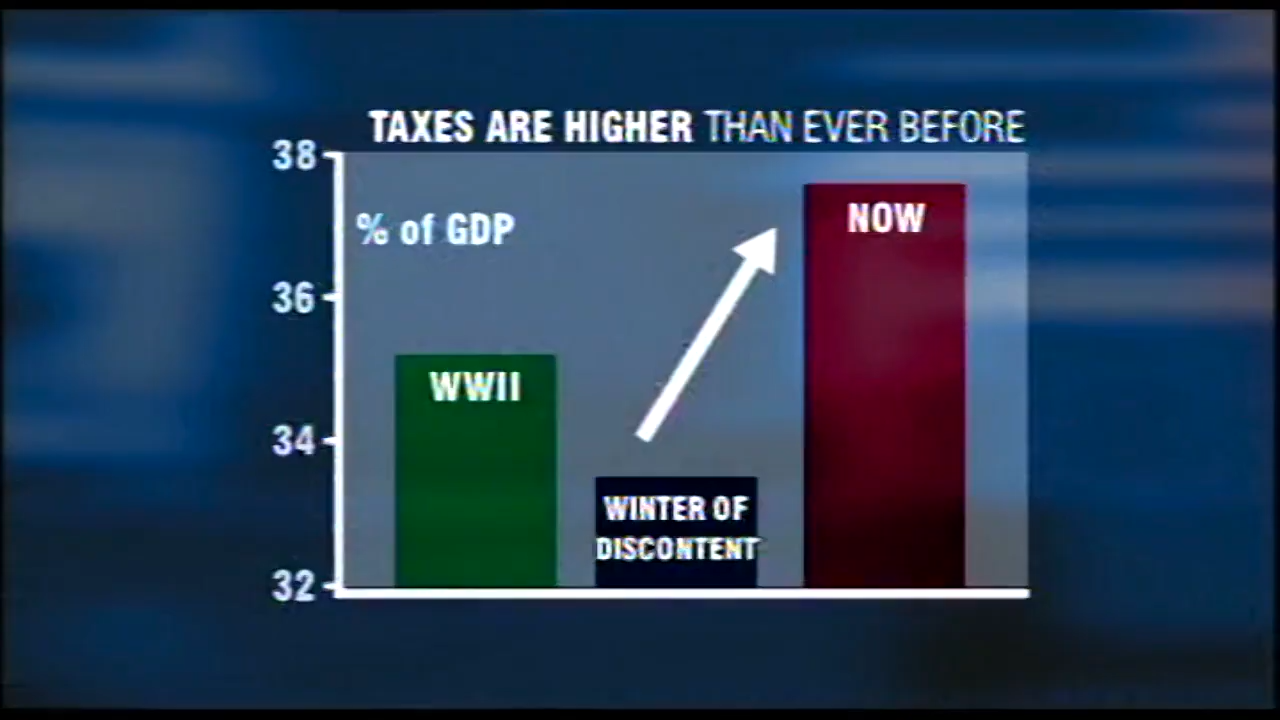 TAXES ARE HIGHER THAN EVER BEFORE
38
% of GDP
NOW
36
WWII
34
WINTER OF
DISCONTENT
32